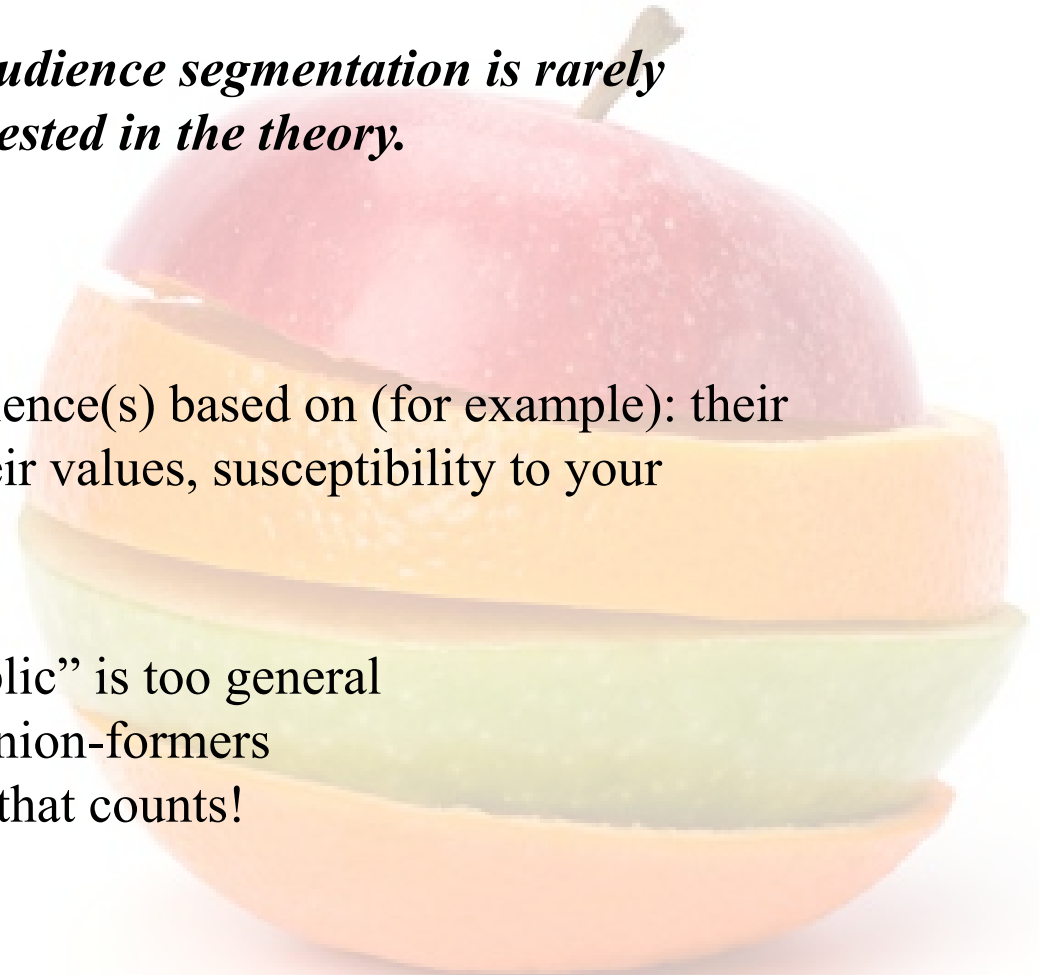 udience segmentation is rarely
ested in the theory.
ence(s) based on (for example): their
eir values, susceptibility to your
lic” is too general
nion-formers
that counts!